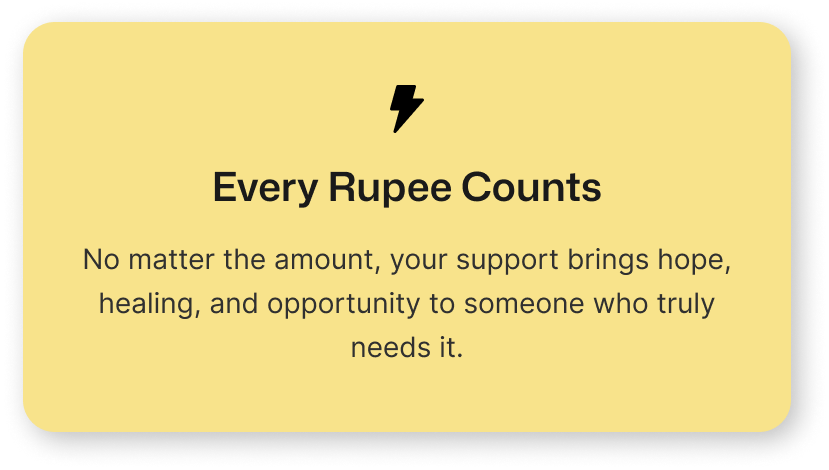 Every Rupee Counts
No matter the amount, your support brings hope,
healing, and opportunity to someone who truly
needs it.